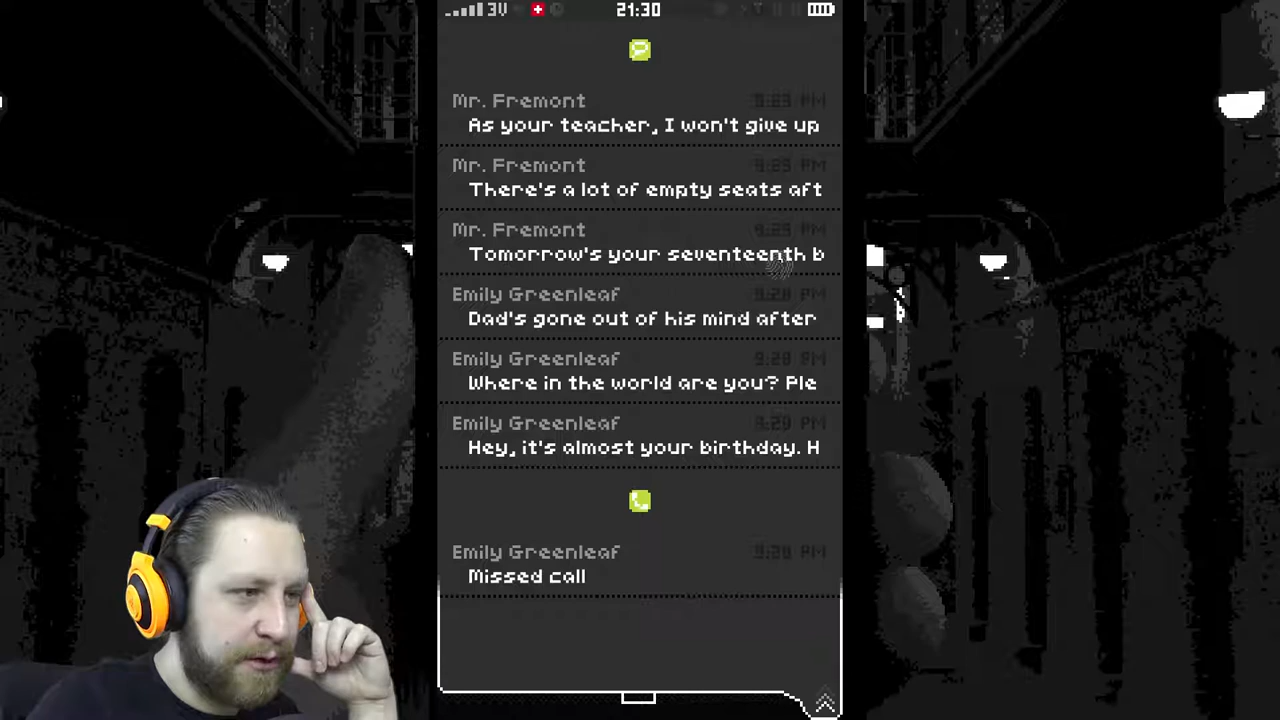 3V 21:30
Mr. Fremont
As your teacher, I won't give up
Mr. Fremont
There's a lot of empty seats aft
Mr. Fremont
Tomorrow's your seventeenth b
Emily Greenleaf
Dad's gone out of his mind after
Emily Greenleaf
Where in the world are you? Ple
Emily Greenleaf
Hey, it's almost your birthday. H
Emily Greenleaf
Missed call